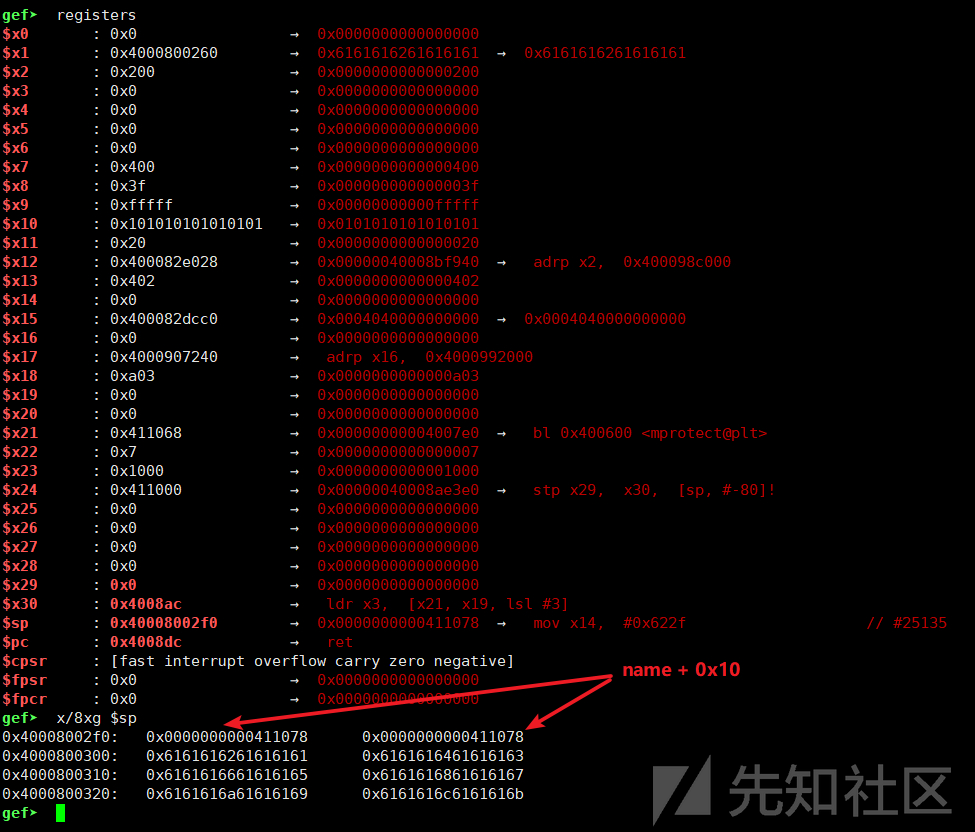 gef➤  registers
$x0      : 0x0                 →  0x0000000000000000
$x1      : 0x4000800260        →  0x6161616261616161  →  0x6161616261616161
$x2      : 0x200               →  0x0000000000000200
$x3      : 0x0                 →  0x0000000000000000
$x4      : 0x0                 →  0x0000000000000000
$x5      : 0x0                 →  0x0000000000000000
$x6      : 0x0                 →  0x0000000000000000
$x7      : 0x400               →  0x0000000000000400
$x8      : 0x3f                →  0x000000000000003f
$x9      : 0xfffff             →  0x00000000000fffff
$x10     : 0x101010101010101   →  0x0101010101010101
$x11     : 0x20                →  0x0000000000000020
$x12     : 0x400082e028        →  0x00000040008bf940  →   adrp x2,  0x400098c000
$x13     : 0x402               →  0x0000000000000402
$x14     : 0x0                 →  0x0000000000000000
$x15     : 0x400082dcc0        →  0x0004040000000000  →  0x0004040000000000
$x16     : 0x0                 →  0x0000000000000000
$x17     : 0x4000907240        →   adrp x16,  0x4000992000
$x18     : 0xa03               →  0x0000000000000a03
$x19     : 0x0                 →  0x0000000000000000
$x20     : 0x0                 →  0x0000000000000000
$x21     : 0x411068            →  0x00000000004007e0  →   bl 0x400600 <mprotect@plt>
$x22     : 0x7                 →  0x0000000000000007
$x23     : 0x1000              →  0x0000000000001000
$x24     : 0x411000            →  0x00000040008ae3e0  →   stp x29,  x30,  [sp, #-80]!
$x25     : 0x0                 →  0x0000000000000000
$x26     : 0x0                 →  0x0000000000000000
$x27     : 0x0                 →  0x0000000000000000
$x28     : 0x0                 →  0x0000000000000000
$x29     : 0x0                 →  0x0000000000000000
$x30     : 0x4008ac            →   ldr x3,  [x21, x19, lsl #3]
$sp      : 0x40008002f0        →  0x0000000000411078  →   mov x14,  #0x622f                   // #25135
$pc      : 0x4008dc            →   ret
$cpsr    : [fast interrupt overflow carry zero negative]
$fpsr    : 0x0                 →  0x0000000000000000
name + 0x10
$fpcr    : 0x0                 →  0x0000000000000000
gef➤  x/8xg $sp
0x40008002f0:   0x0000000000411078      0x0000000000411078
0x4000800300:   0x6161616261616161      0x6161616461616163
0x4000800310:   0x6161616661616165      0x6161616861616167
0x4000800320:   0x6161616a61616169      0x6161616c6161616b
gef➤
先知社区